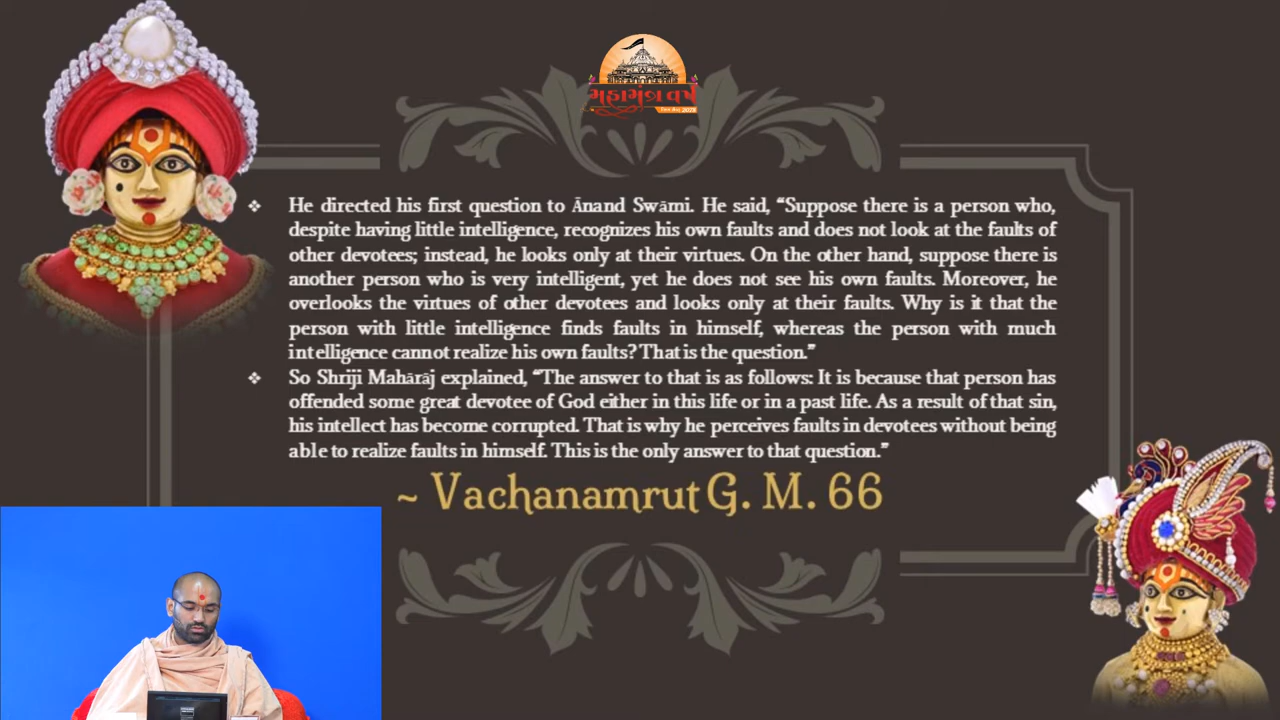 મહામંત્ર વર્ષ
2078
❖ He directed his first question to Ānand Swāmi. He said, “Suppose there is a person who,
despite having little intelligence, recognizes his own faults and does not look at the faults of
other devotees; instead, he looks only at their virtues. On the other hand, suppose there is
another person who is very intelligent, yet he does not see his own faults. Moreover, he
overlooks the virtues of other devotees and looks only at their faults. Why is it that the
person with little intelligence finds faults in himself, whereas the person with much
intelligence cannot realize his own faults? That is the question.”
❖ So Shriji Mahārāj explained, “The answer to that is as follows: It is because that person has
offended some great devotee of God either in this life or in a past life. As a result of that sin,
his intellect has become corrupted. That is why he perceives faults in devotees without being
able to realize faults in himself. This is the only answer to that question.”
~ Vachanamrut G. M. 66